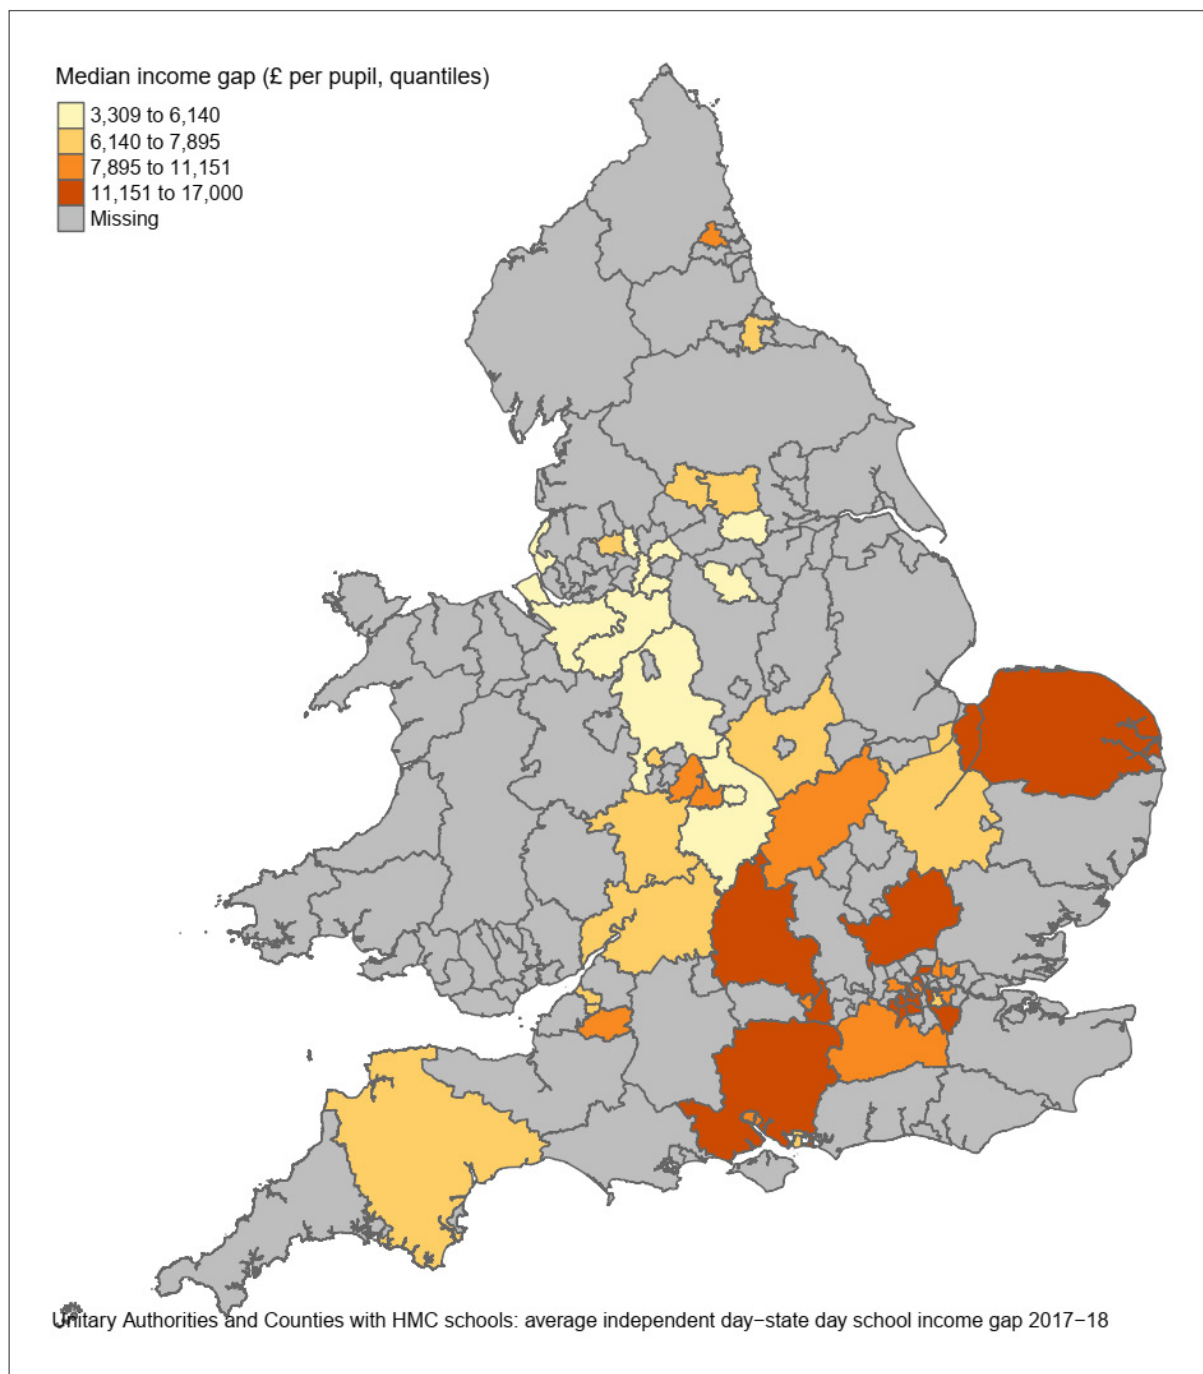 Median income gap (£ per pupil, quantiles)
3,309 to 6,140
6,140 to 7,895
7,895 to 11,151
11,151 to 17,000
Missing
Unitary Authorities and Counties with HMC schools: average independent day−state day school income gap 2017−18